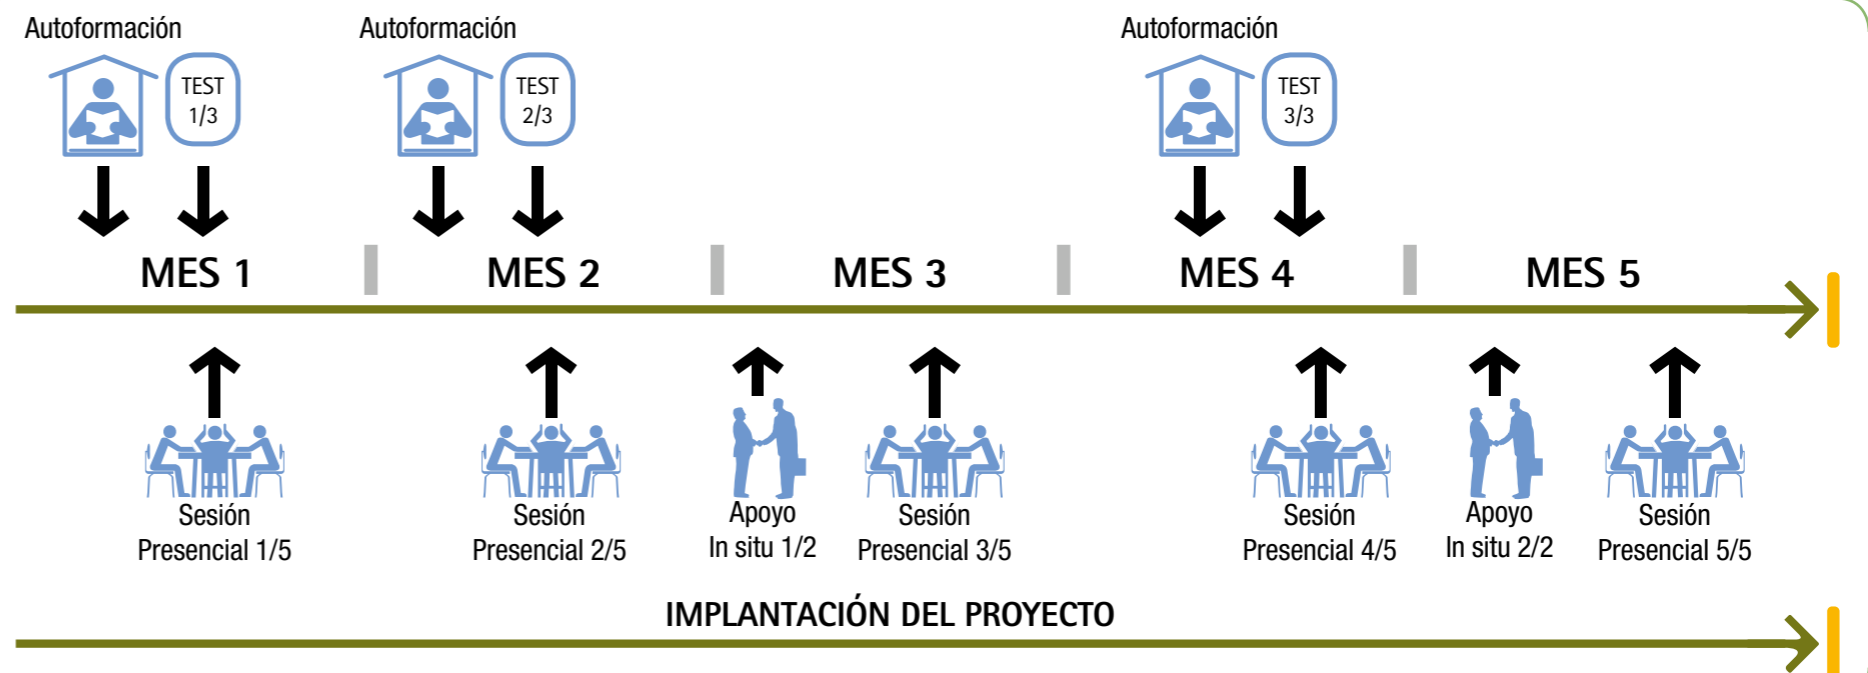 Autoformación
TEST
1/3
Autoformación
TEST
2/3
Autoformación
TEST
3/3
MES 1
MES 2
MES 3
MES 4
MES 5
Sesión
Presencial 1/5
Sesión
Presencial 2/5
Apoyo
In situ 1/2
Sesión
Presencial 3/5
Sesión
Presencial 4/5
Apoyo
In situ 2/2
Sesión
Presencial 5/5
IMPLANTACIÓN DEL PROYECTO